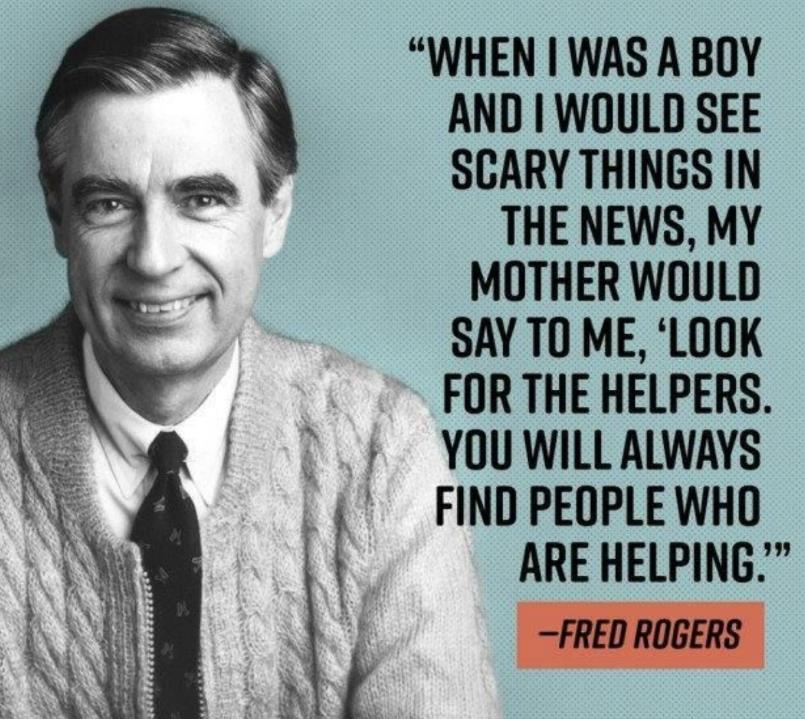 “WHEN I WAS A BOY
AND I WOULD SEE
SCARY THINGS IN
THE NEWS, MY
MOTHER WOULD
SAY TO ME, ‘LOOK
FOR THE HELPERS.
YOU WILL ALWAYS
FIND PEOPLE WHO
ARE HELPING.’”
–FRED ROGERS